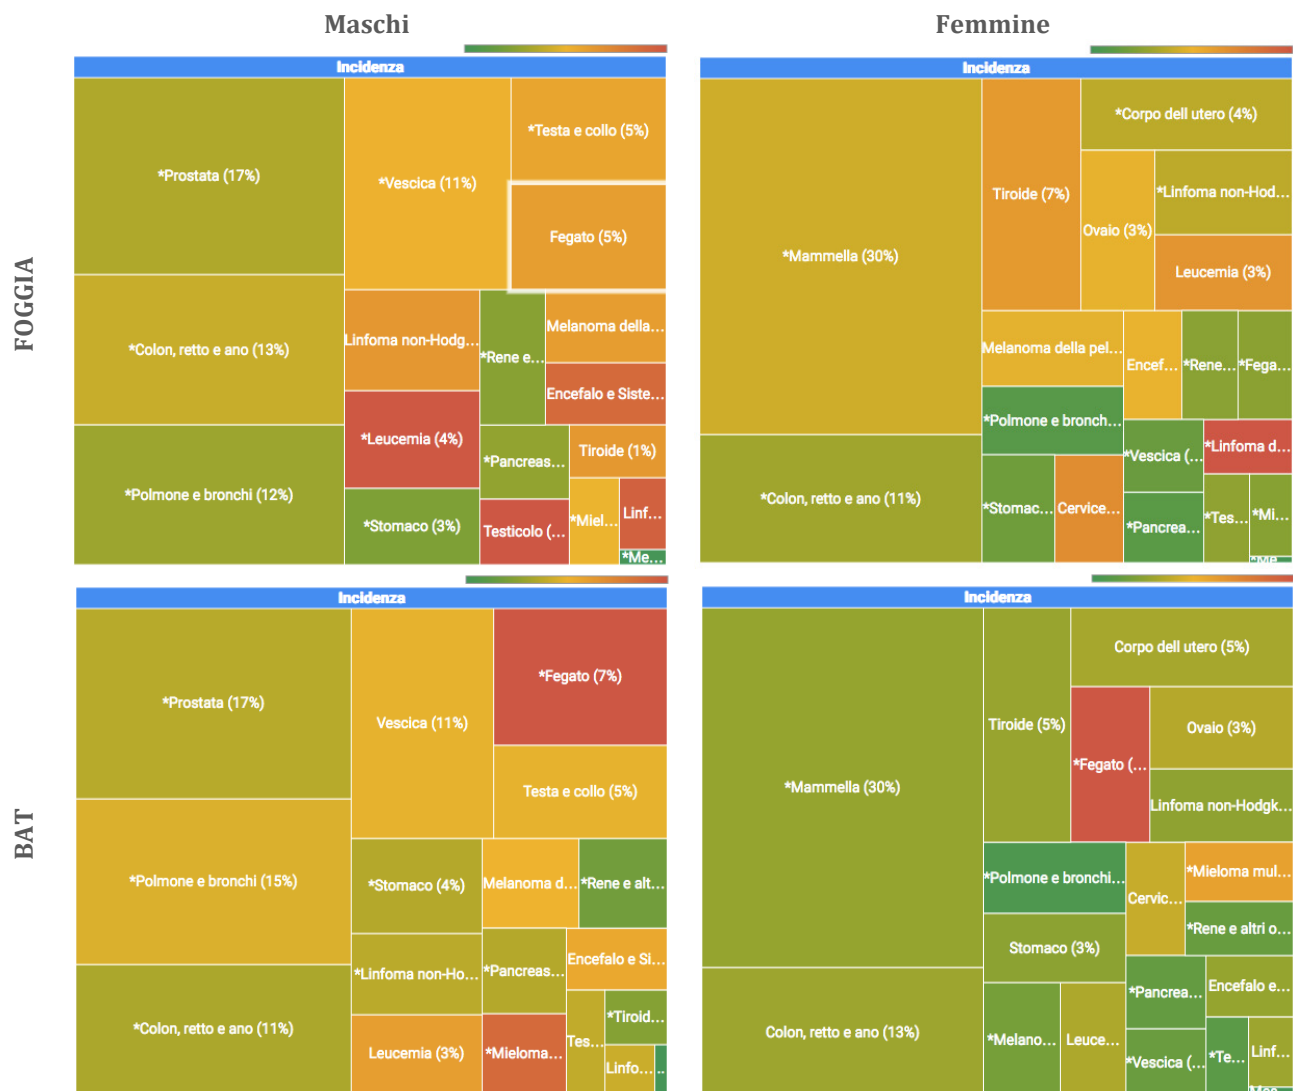 Maschi
Femmine
FOGGIA
Incidenza
*Prostata (17%)
*Vescica (11%)
*Testa e collo (5%)
Fegato (5%)
*Colon, retto e ano (13%)
Linfoma non-Hodg...
*Rene e...
Melanoma della...
Encefalo e Siste...
*Leucemia (4%)
*Polmone e bronchi (12%)
*Pancreas...
Tiroide (1%)
*Stomaco (3%)
Testicolo (...
*Miel...
Linf...
*Me...
Incidenza
*Mammella (30%)
Tiroide (7%)
*Corpo dell utero (4%)
Ovaio (3%)
*Linfoma non-Hod...
Leucemia (3%)
Melanoma della pel...
Encef...
*Rene...
*Fega...
*Polmone e bronch...
*Vescica (...
*Linfoma d...
*Colon, retto e ano (11%)
*Stomac...
Cervice...
*Pancrea...
*Tes...
*Mi...
*Me...
BAT
Incidenza
*Prostata (17%)
Vescica (11%)
*Fegato (7%)
Testa e collo (5%)
*Polmone e bronchi (15%)
*Stomaco (4%)
Melanoma d...
*Rene e alt...
*Linfoma non-Ho...
*Pancreas...
Encefalo e Si...
*Colon, retto e ano (11%)
Leucemia (3%)
*Mieloma...
Tes...
*Tiroid...
Linfo...
..
Incidenza
*Mammella (30%)
Tiroide (5%)
Corpo dell utero (5%)
*Fegato (...
Ovaio (3%)
Linfoma non-Hodgk...
*Polmone e bronchi...
Cervic...
*Mieloma mul...
*Rene e altri o...
Stomaco (3%)
Colon, retto e ano (13%)
*Melano...
Leuce...
*Pancrea...
Encefalo e...
*Vescica (...
*Te...
Linf...